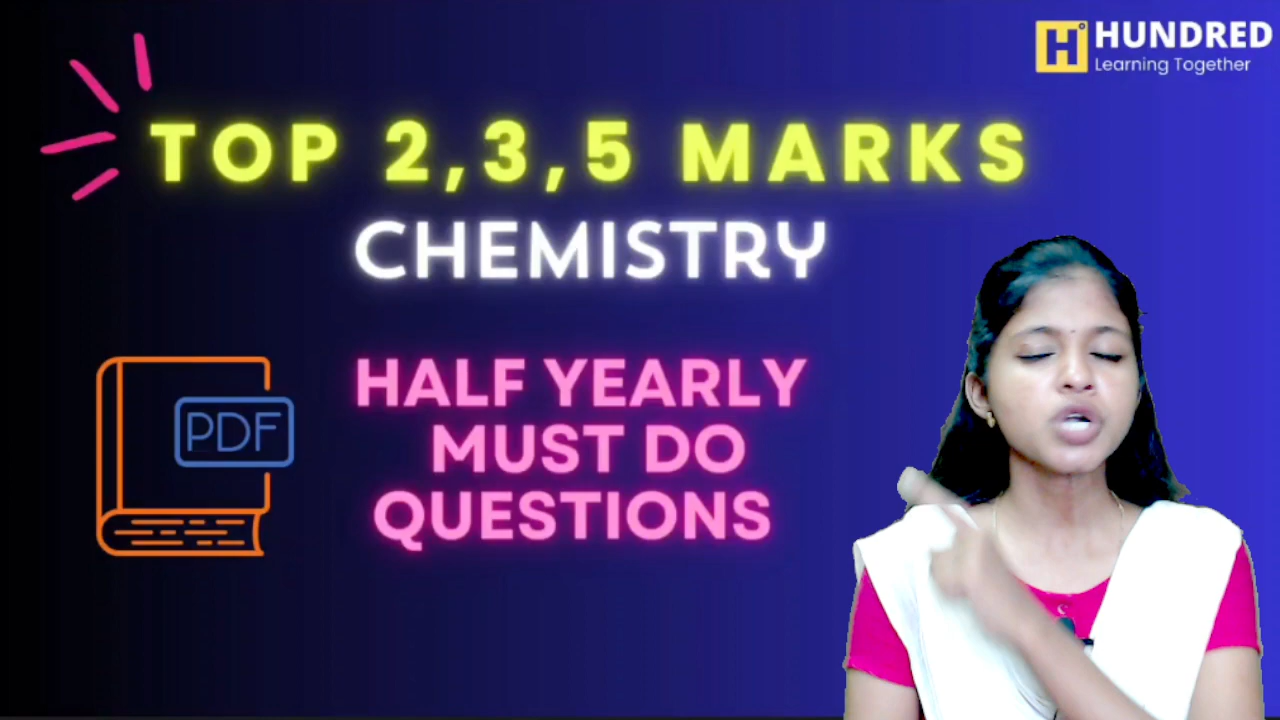 H° HUNDRED
Learning Together
TOP 2,3,5 MARKS
CHEMISTRY
PDF
HALF YEARLY
MUST DO
QUESTIONS